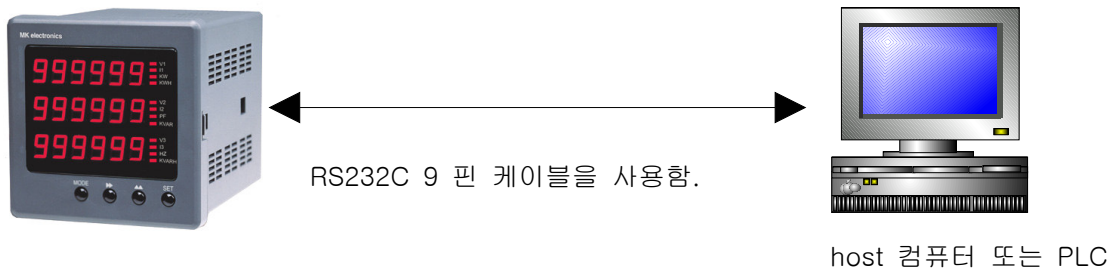 MK electronics
999999
V1
I1
KW
KWH
999999
V2
I2
PF
KVAR
999999
V3
I3
HZ
KVARH
MODE
SET
RS232C 9 핀 케이블을 사용함.
host 컴퓨터 또는 PLC